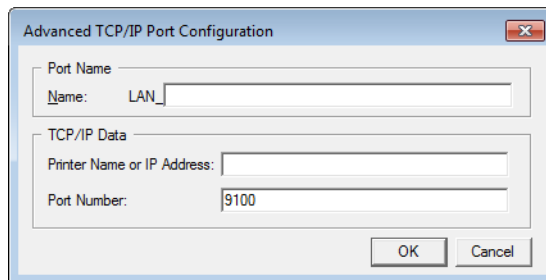 Advanced TCP/IP Port Configuration
Port Name
Name: LAN_
TCP/IP Data
Printer Name or IP Address:
Port Number: 9100
OK Cancel